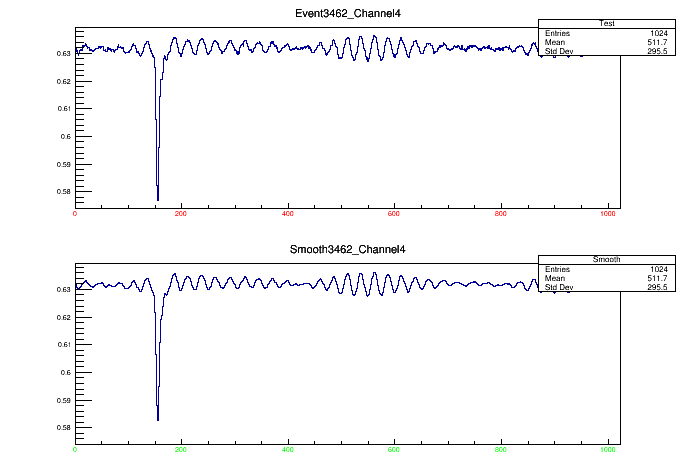 Event3462_Channel4
Test
Entries 1024
Mean 511.7
Std Dev 295.5
0.63
0.62
0.61
0.6
0.59
0.58
0 200 400 600 800 1000
Smooth3462_Channel4
Smooth
Entries 1024
Mean 511.7
Std Dev 295.5
0.63
0.62
0.61
0.6
0.59
0.58
0 200 400 600 800 1000